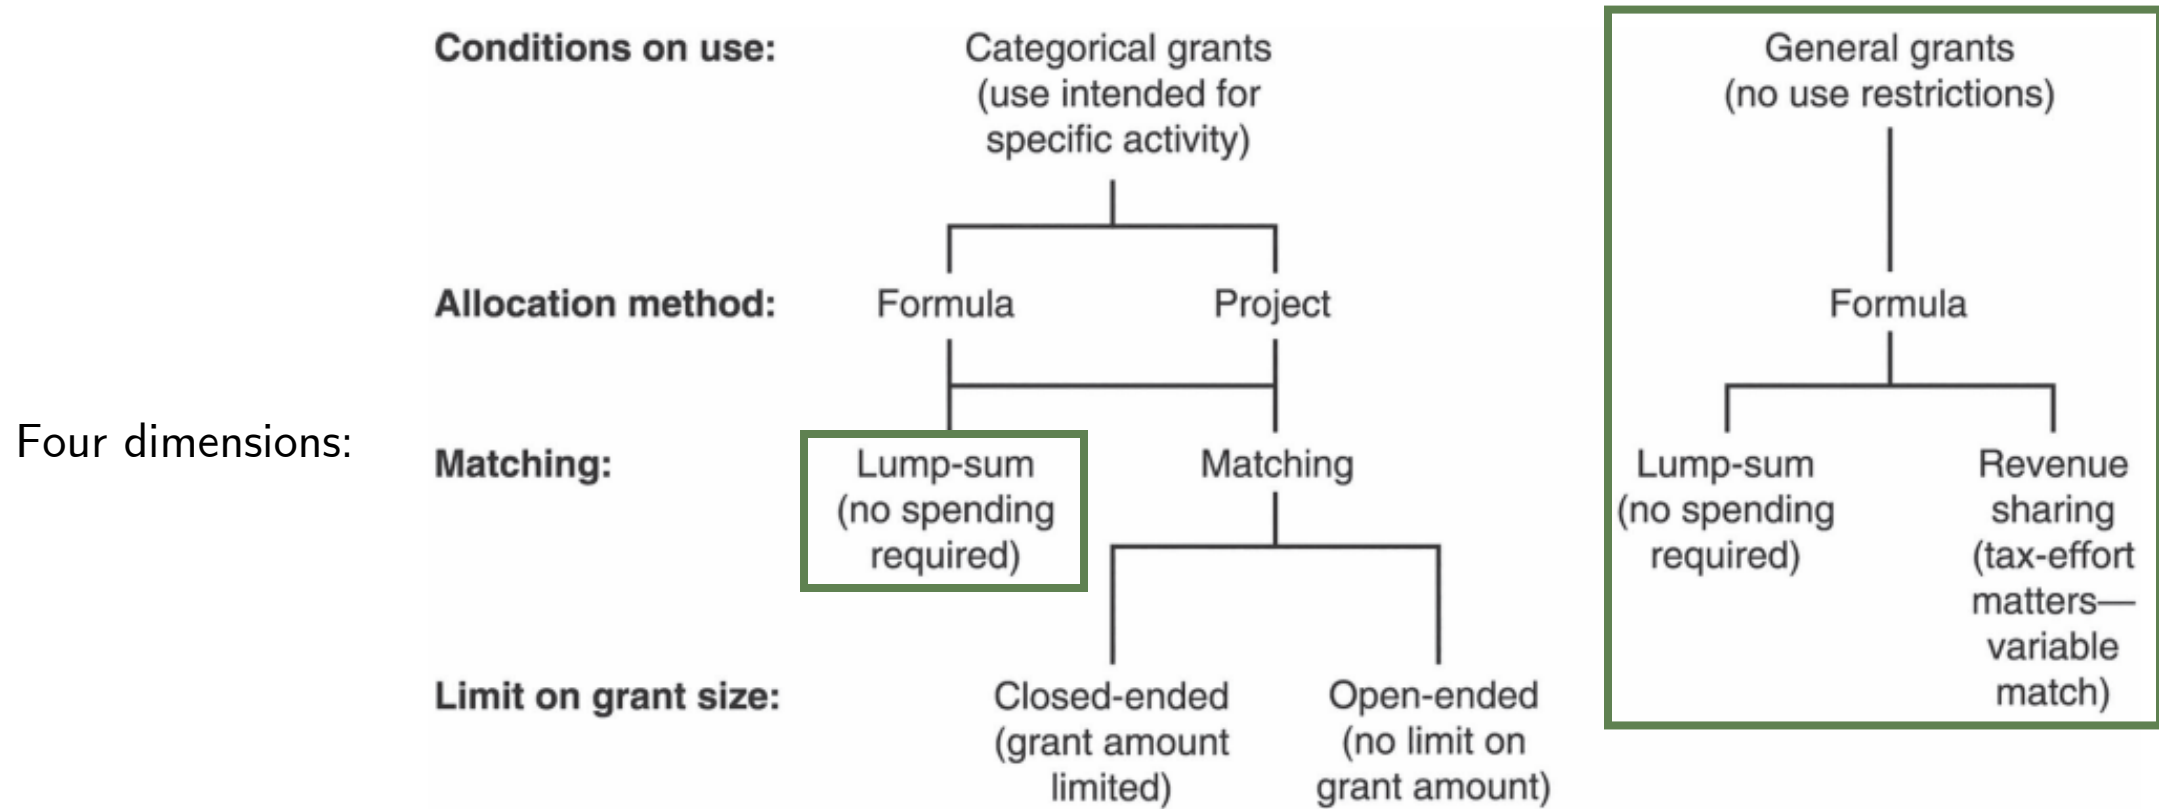 Four dimensions:
Conditions on use:
Categorical grants
(use intended for
specific activity)
General grants
(no use restrictions)
Allocation method:
Formula
Project
Formula
Matching:
Lump-sum
(no spending
required)
Matching
Lump-sum
(no spending
required)
Revenue
sharing
(tax-effort
matters—
variable
match)
Limit on grant size:
Closed-ended
(grant amount
limited)
Open-ended
(no limit on
grant amount)